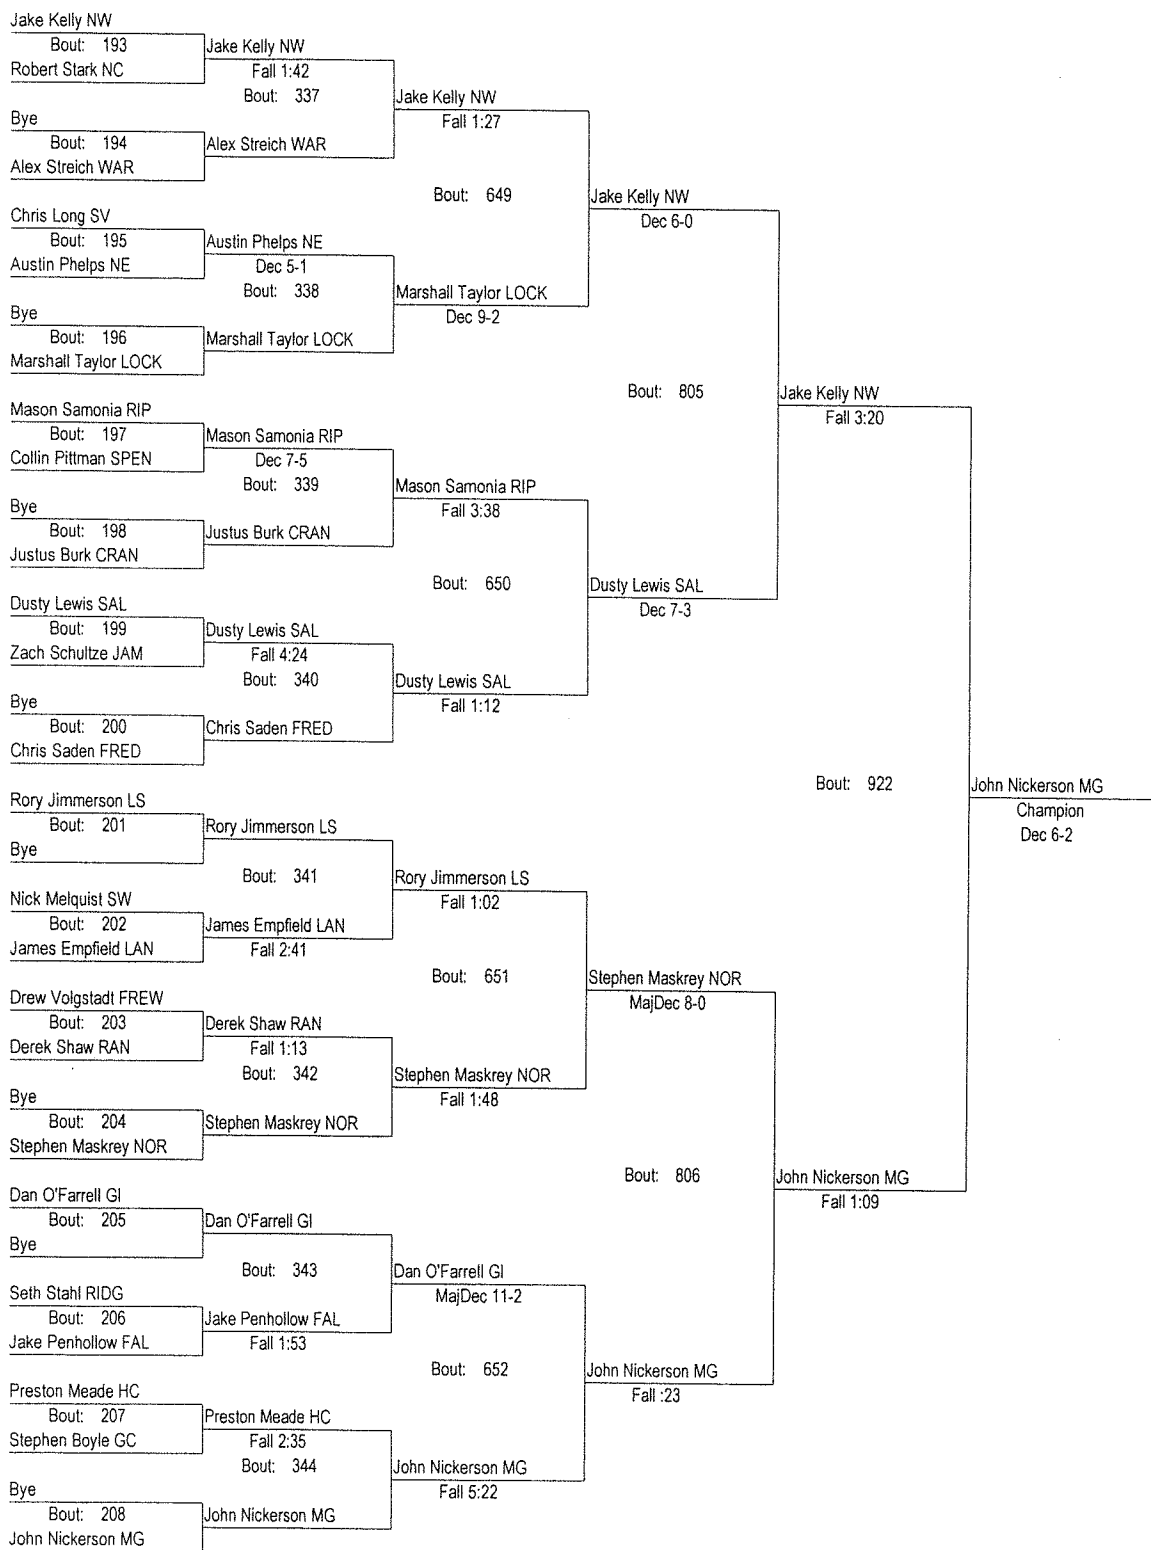 Jake Kelly NW
Bout: 193
Robert Stark NC
Bye
Bout: 194
Alex Streich WAR
Chris Long SV
Bout: 195
Austin Phelps NE
Bye
Bout: 196
Marshall Taylor LOCK
Mason Samonia RIP
Bout: 197
Collin Pittman SPEN
Bye
Bout: 198
Justus Burk CRAN
Dusty Lewis SAL
Bout: 199
Zach Schultze JAM
Bye
Bout: 200
Chris Saden FRED
Rory Jimmerson LS
Bout: 201
Bye
Nick Melquist SW
Bout: 202
James Empfield LAN
Drew Volgstadt FREW
Bout: 203
Derek Shaw RAN
Bye
Bout: 204
Stephen Maskrey NOR
Dan O'Farrell GI
Bout: 205
Bye
Seth Stahl RIDG
Bout: 206
Jake Penhollow FAL
Preston Meade HC
Bout: 207
Stephen Boyle GC
Bye
Bout: 208
John Nickerson MG
Jake Kelly NW
Fall 1:42
Bout: 337
Alex Streich WAR
Austin Phelps NE
Dec 5-1
Bout: 338
Marshall Taylor LOCK
Mason Samonia RIP
Dec 7-5
Bout: 339
Justus Burk CRAN
Dusty Lewis SAL
Fall 4:24
Bout: 340
Chris Saden FRED
Rory Jimmerson LS
Bout: 341
James Empfield LAN
Fall 2:41
Derek Shaw RAN
Fall 1:13
Bout: 342
Stephen Maskrey NOR
Dan O'Farrell GI
Bout: 343
Jake Penhollow FAL
Fall 1:53
Preston Meade HC
Fall 2:35
Bout: 344
John Nickerson MG
Jake Kelly NW
Fall 1:27
Bout: 649
Marshall Taylor LOCK
Dec 9-2
Mason Samonia RIP
Fall 3:38
Bout: 650
Dusty Lewis SAL
Fall 1:12
Rory Jimmerson LS
Fall 1:02
Bout: 651
Stephen Maskrey NOR
Fall 1:48
Dan O'Farrell GI
MajDec 11-2
Bout: 652
John Nickerson MG
Fall 5:22
Jake Kelly NW
Dec 6-0
Bout: 805
Dusty Lewis SAL
Dec 7-3
Stephen Maskrey NOR
MajDec 8-0
Bout: 806
John Nickerson MG
Fall :23
Jake Kelly NW
Fall 3:20
Bout: 922
John Nickerson MG
Fall 1:09
John Nickerson MG
Champion
Dec 6-2